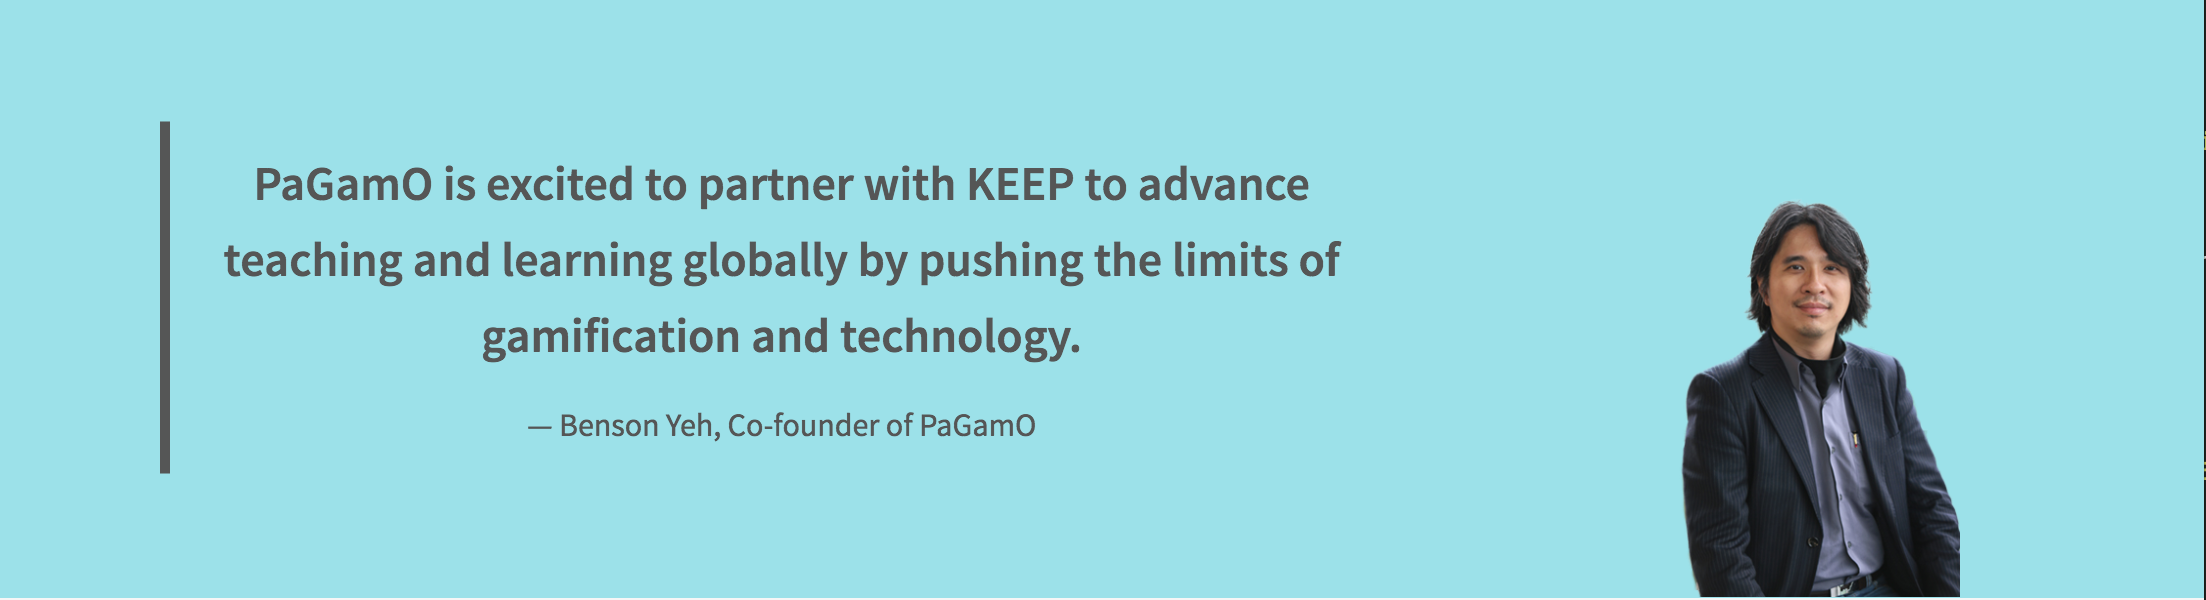 PaGamO is excited to partner with KEEP to advance
teaching and learning globally by pushing the limits of
gamification and technology.
— Benson Yeh, Co-founder of PaGamO